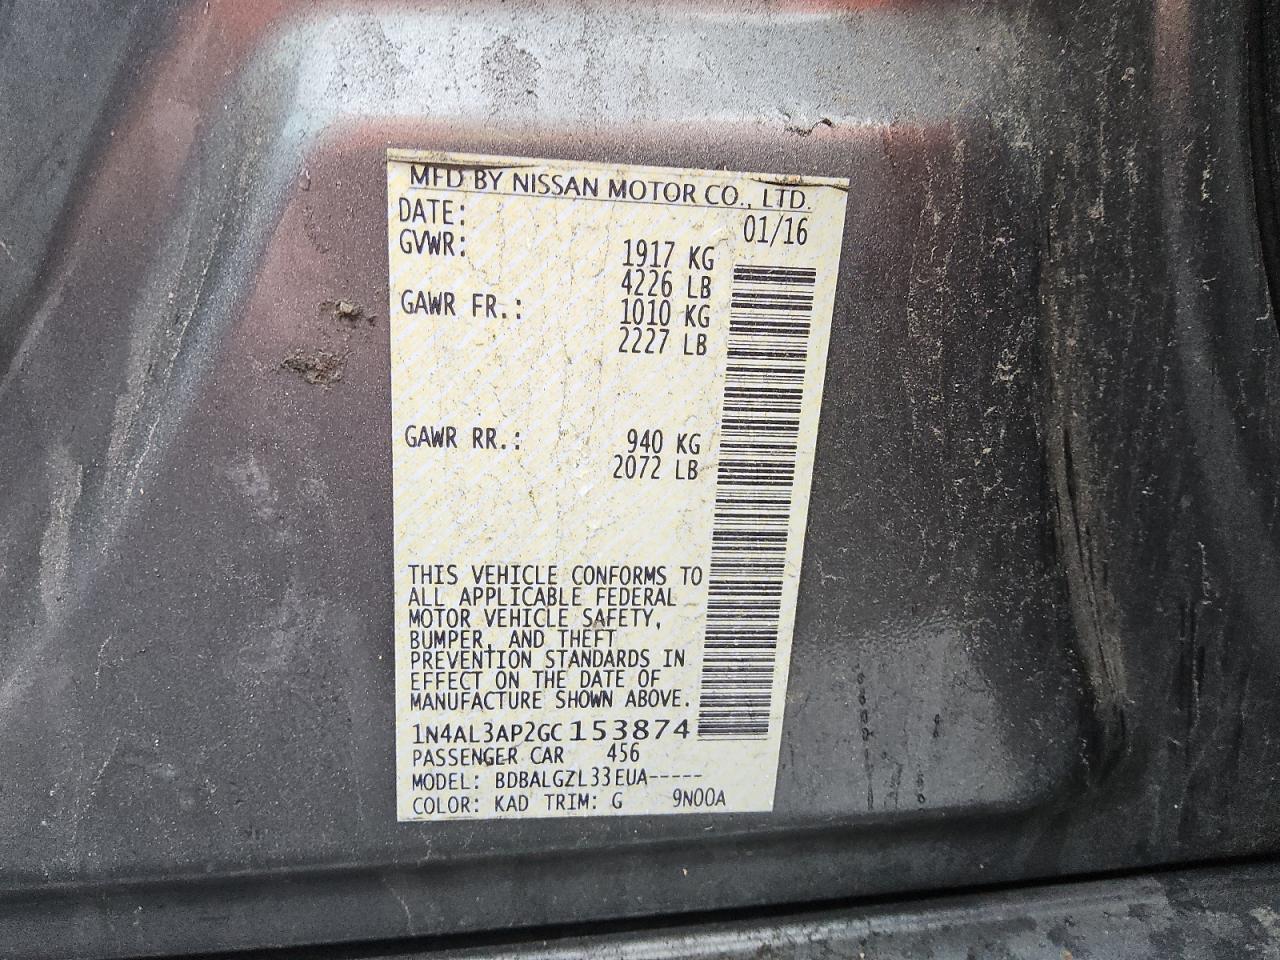 MFD BY NISSAN MOTOR CO., LTD.
DATE: 01/16
GVWR: 1917 KG
4226 LB
GAWR FR.: 1010 KG
2227 LB
GAWR RR.: 940 KG
2072 LB
THIS VEHICLE CONFORMS TO
ALL APPLICABLE FEDERAL
MOTOR VEHICLE SAFETY,
BUMPER, AND THEFT
PREVENTION STANDARDS IN
EFFECT ON THE DATE OF
MANUFACTURE SHOWN ABOVE.
1N4AL3AP2GC153874
PASSENGER CAR 456
MODEL: BDBALGZL33EUA-----
COLOR: KAD TRIM: G 9N00A